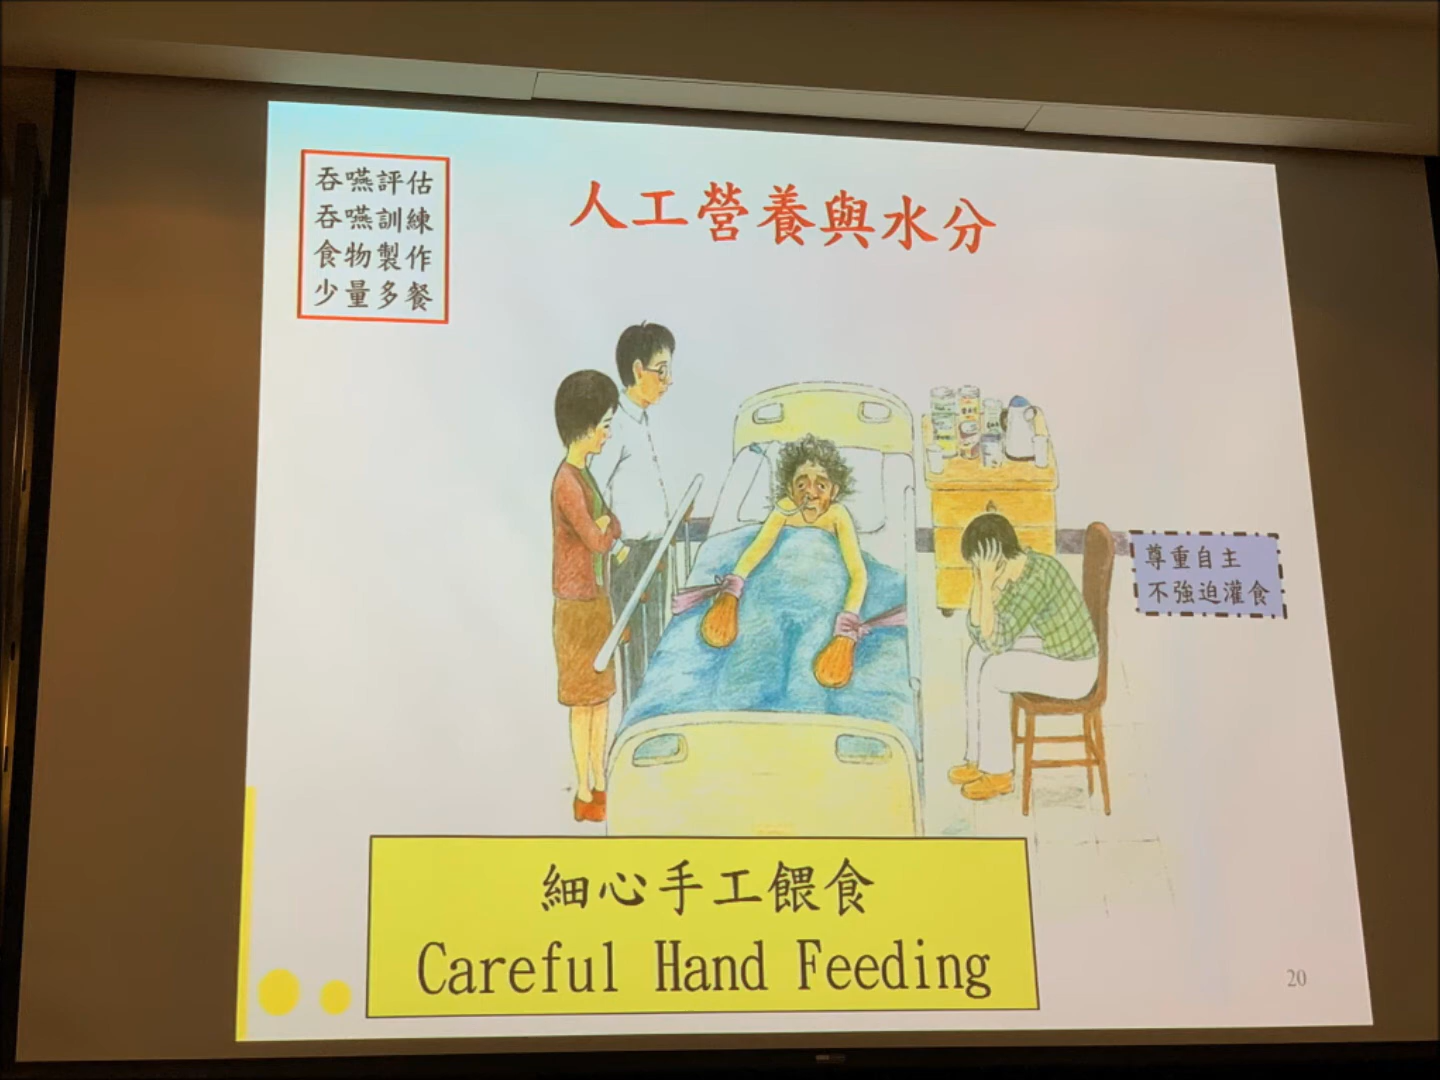 吞嚥評估
吞嚥訓練
食物製作
少量多餐
人工營養與水分
尊重自主
不強迫灌食
細心手工餵食
Careful Hand Feeding
20